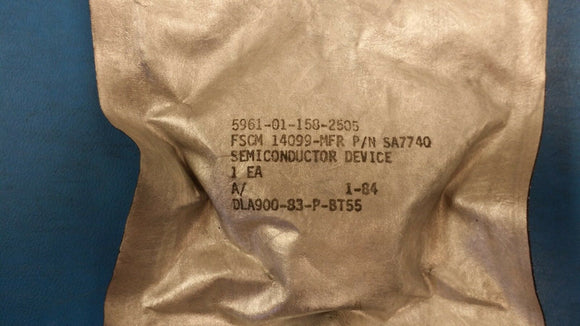 5961-01-158-2505
FSCM 14099-MFR P/N SA7740
SEMICONDUCTOR DEVICE
1 EA
A/ 1-84
DLA900-83-P-BT55